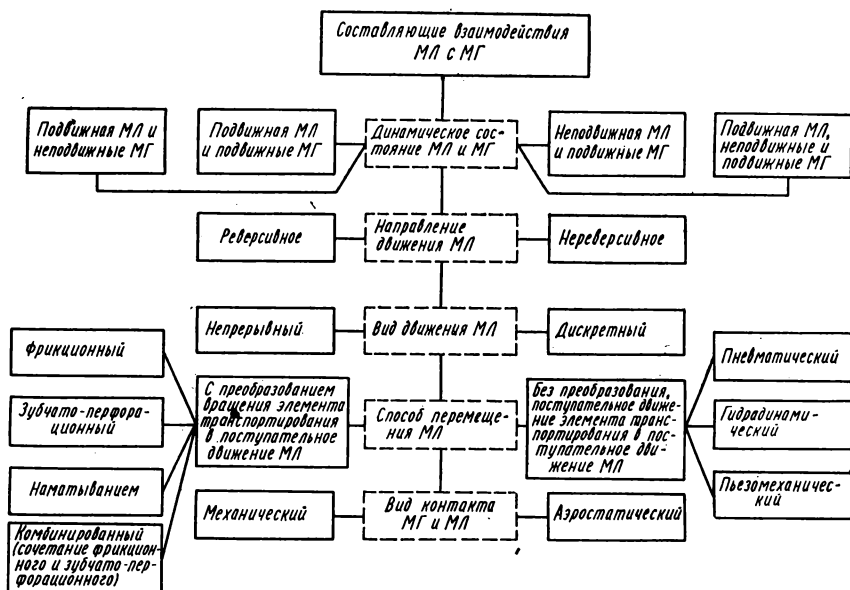 Составляющие взаимодействия
МЛ с МГ
Подвижная МЛ и
неподвижные МГ
Подвижная МЛ
и подвижные МГ
Динамическое сос-
тояние МЛ и МГ
Неподвижная МЛ
и подвижные МГ
Подвижная МЛ,
неподвижные и
подвижные МГ
Реверсивное
Направление
движения МЛ
Нереверсивное
Непрерывный
Вид движения МЛ
Дискретный
Фрикционный
Зубчато-перфора-
ционный
Наматыванием
Комбинированный
(сочетание фрикцион-
ного и зубчато-пер-
форационного)
С преобразованием
вращения элемента
транспортирования
в поступательное
движение МЛ
Способ перемеще-
ния МЛ
Без преобразования,
поступательное движе-
ние элемента транс-
портирования в пос-
тупательное дви-
жение МЛ
Пневматический
Гидрадинами-
ческий
Пьезомеханичес-
кий
Механический
Вид контакта
МГ и МЛ
Аэростатический